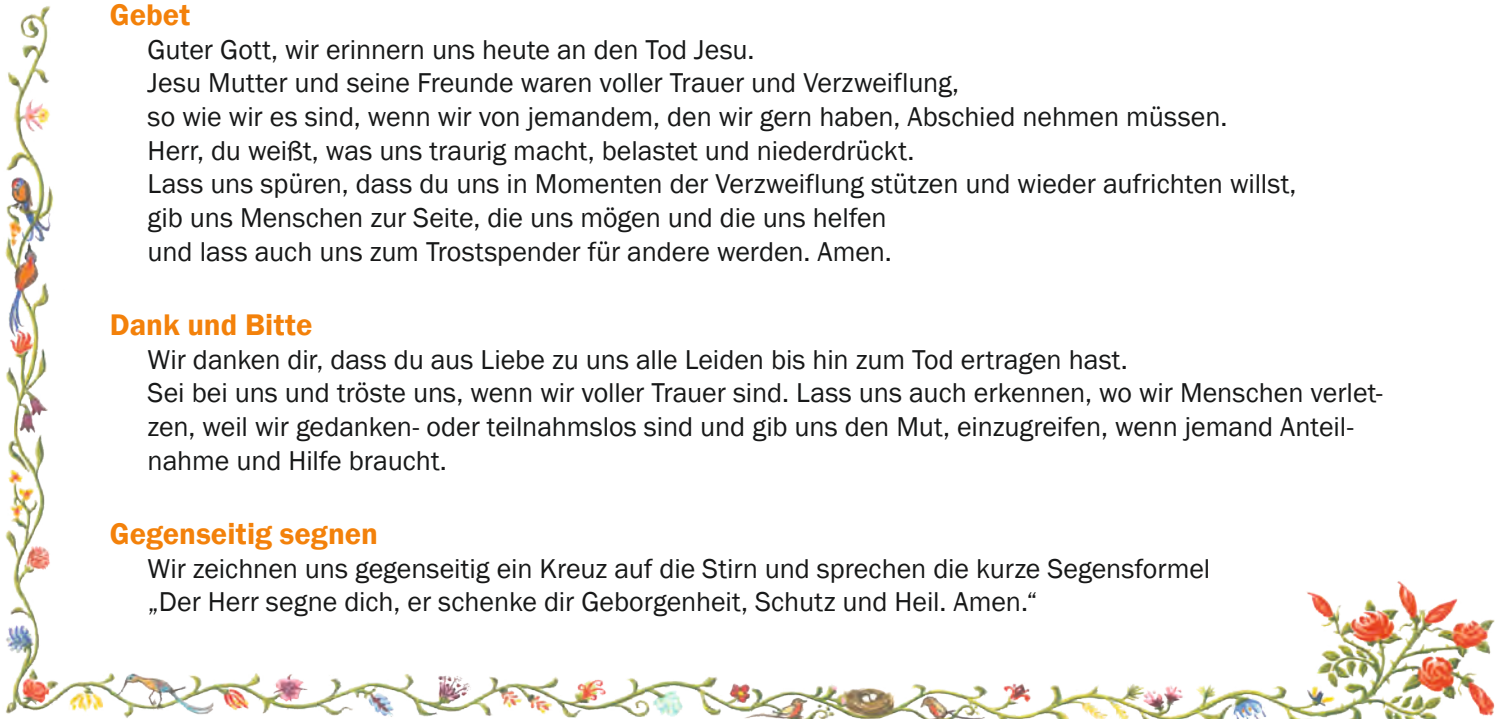 Gebet
Guter Gott, wir erinnern uns heute an den Tod Jesu.
Jesu Mutter und seine Freunde waren voller Trauer und Verzweiflung,
so wie wir es sind, wenn wir von jemandem, den wir gern haben, Abschied nehmen müssen.
Herr, du weißt, was uns traurig macht, belastet und niederdrückt.
Lass uns spüren, dass du uns in Momenten der Verzweiflung stützen und wieder aufrichten willst,
gib uns Menschen zur Seite, die uns mögen und die uns helfen
und lass auch uns zum Trostspender für andere werden. Amen.
Dank und Bitte
Wir danken dir, dass du aus Liebe zu uns alle Leiden bis hin zum Tod ertragen hast.
Sei bei uns und tröste uns, wenn wir voller Trauer sind. Lass uns auch erkennen, wo wir Menschen verlet-
zen, weil wir gedanken- oder teilnahmslos sind und gib uns den Mut, einzugreifen, wenn jemand Anteil-
nahme und Hilfe braucht.
Gegenseitig segnen
Wir zeichnen uns gegenseitig ein Kreuz auf die Stirn und sprechen die kurze Segensformel
„Der Herr segne dich, er schenke dir Geborgenheit, Schutz und Heil. Amen.“